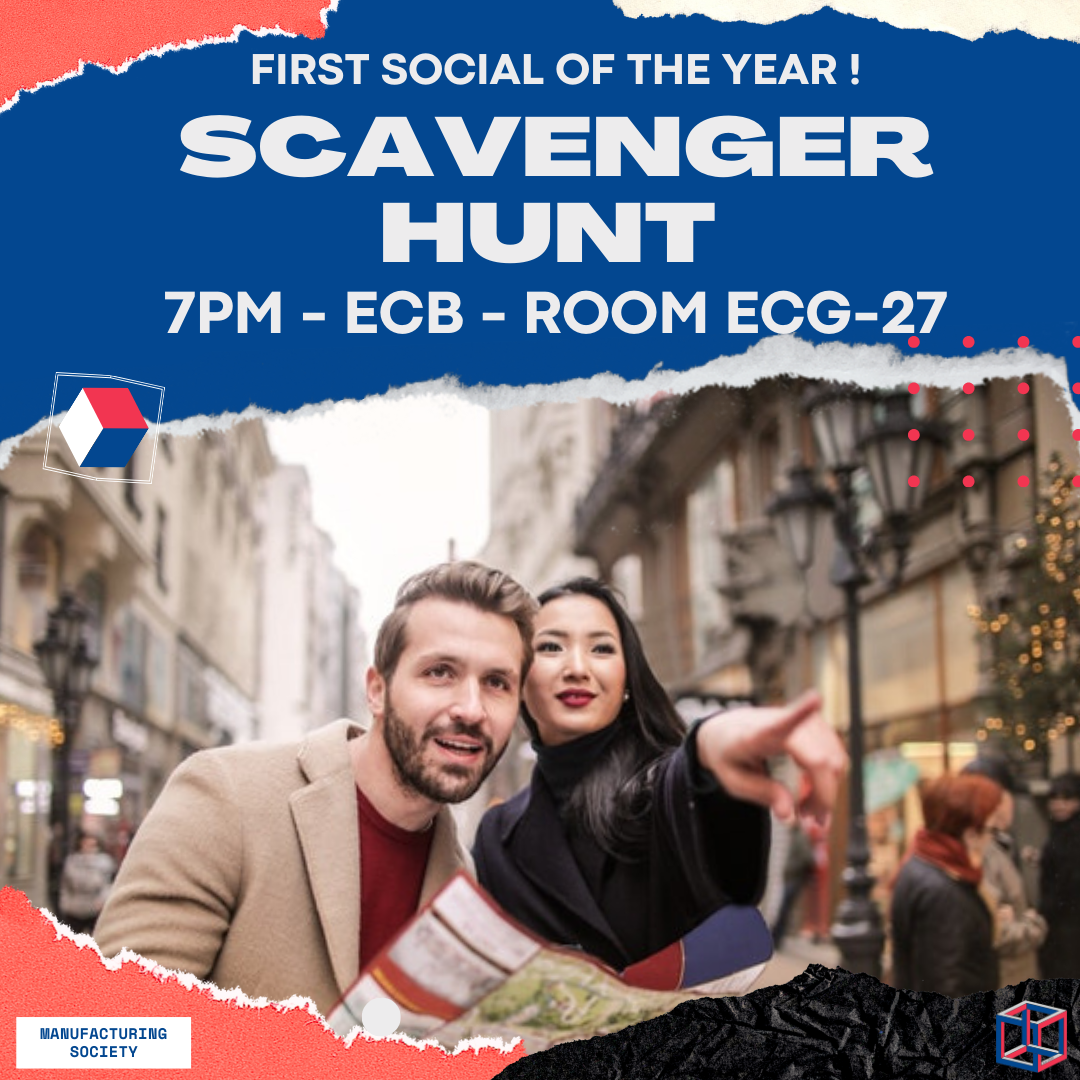 FIRST SOCIAL OF THE YEAR !
SCAVENGER
HUNT
7PM - ECB - ROOM ECG-27
MANUFACTURING
SOCIETY